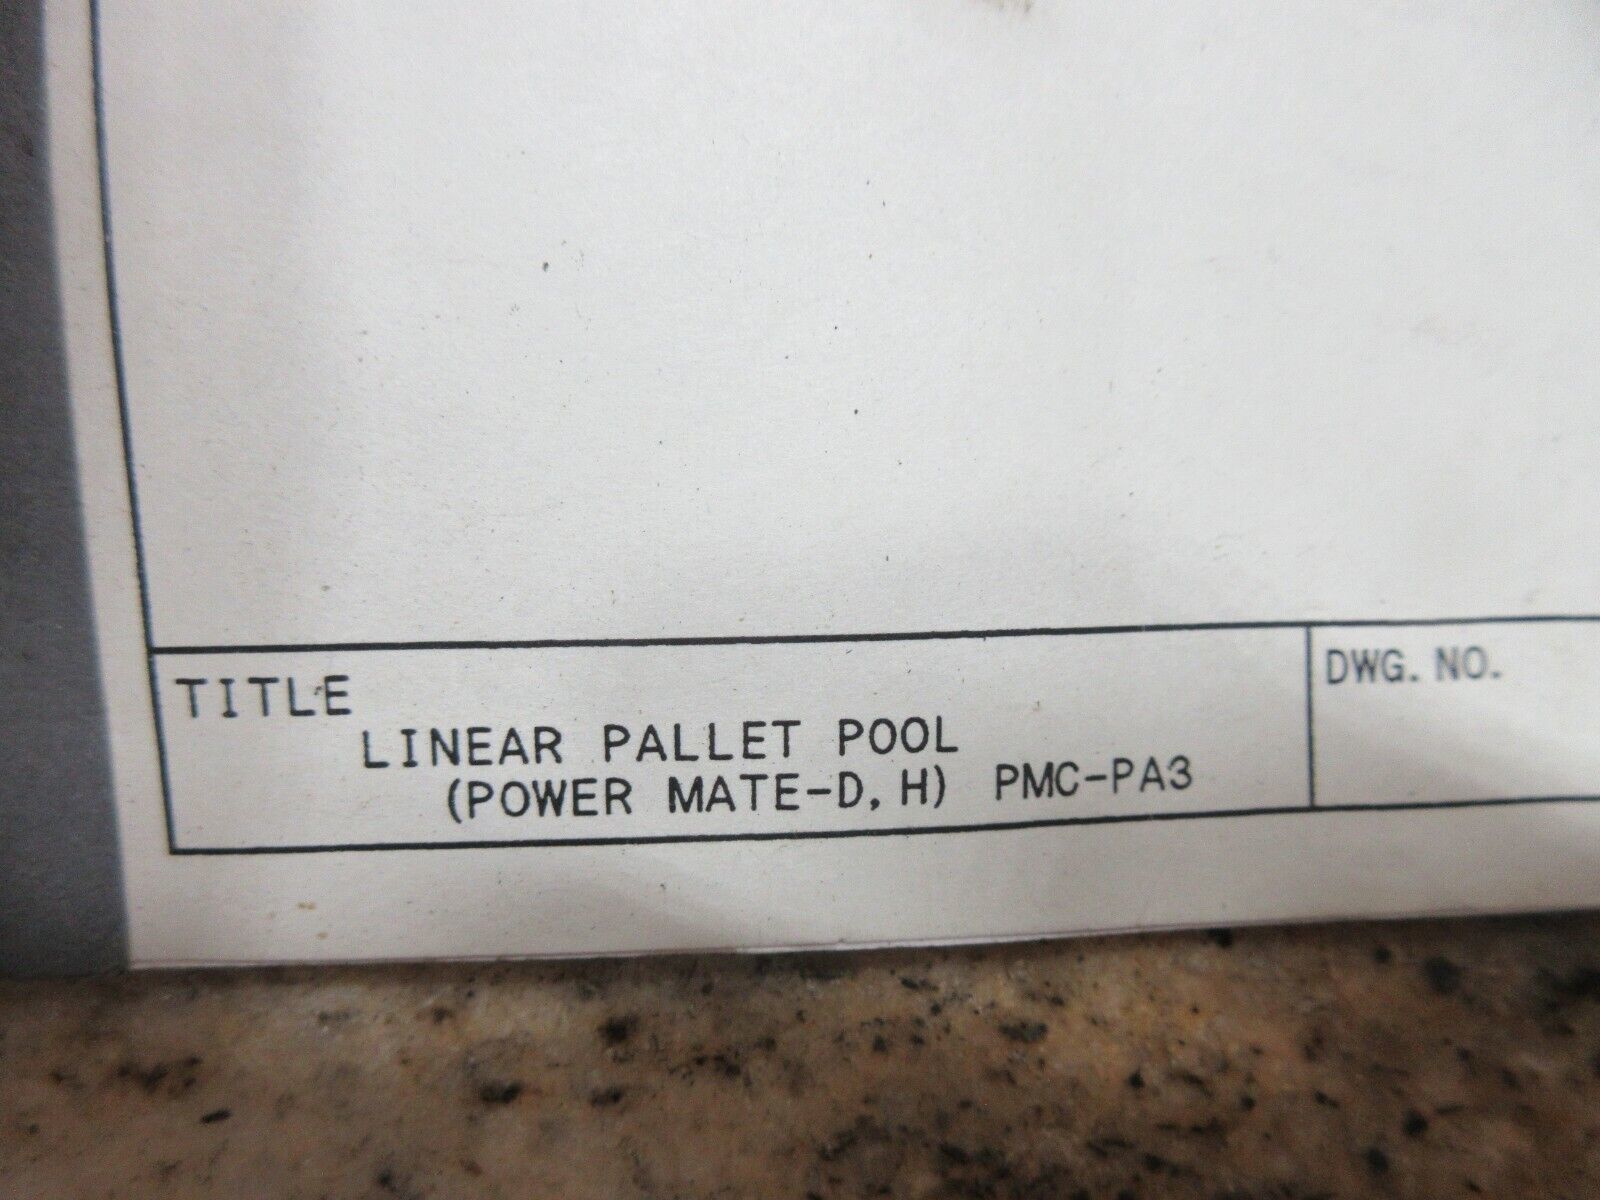 TITLE
LINEAR PALLET POOL
(POWER MATE-D, H) PMC-PA3
DWG. NO.